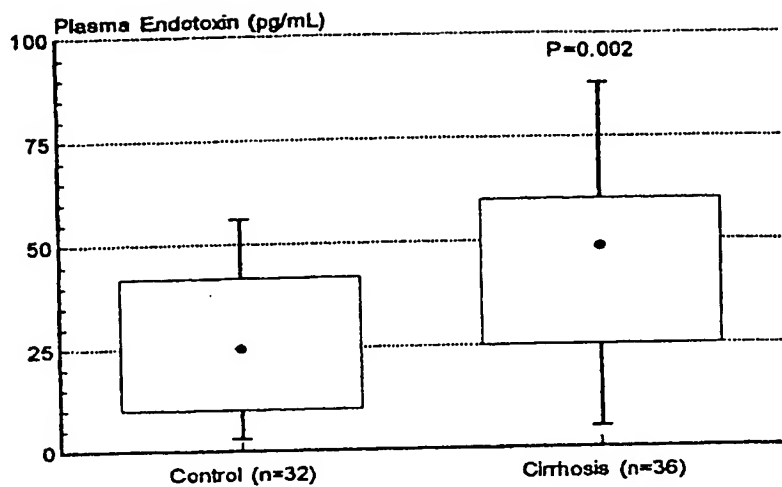 Plasma Endotoxin (pg/mL)
100
P=0.002
75
50
25
0
Control (n=32)
Cirrhosis (n=36)